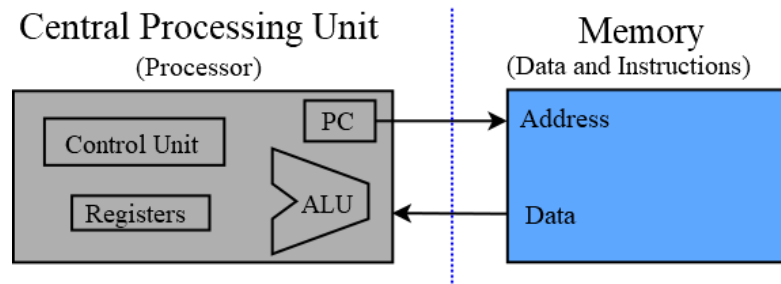 Central Processing Unit
(Processor)
Memory
(Data and Instructions)
PC
Address
Control Unit
Registers
ALU
Data